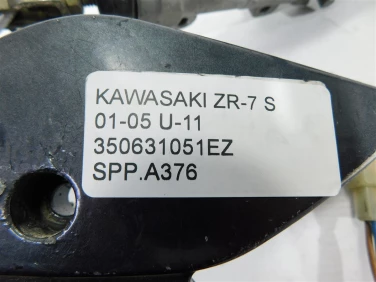 KAWASAKI ZR-7 S
01-05 U-11
350631051EZ
SPP.A376